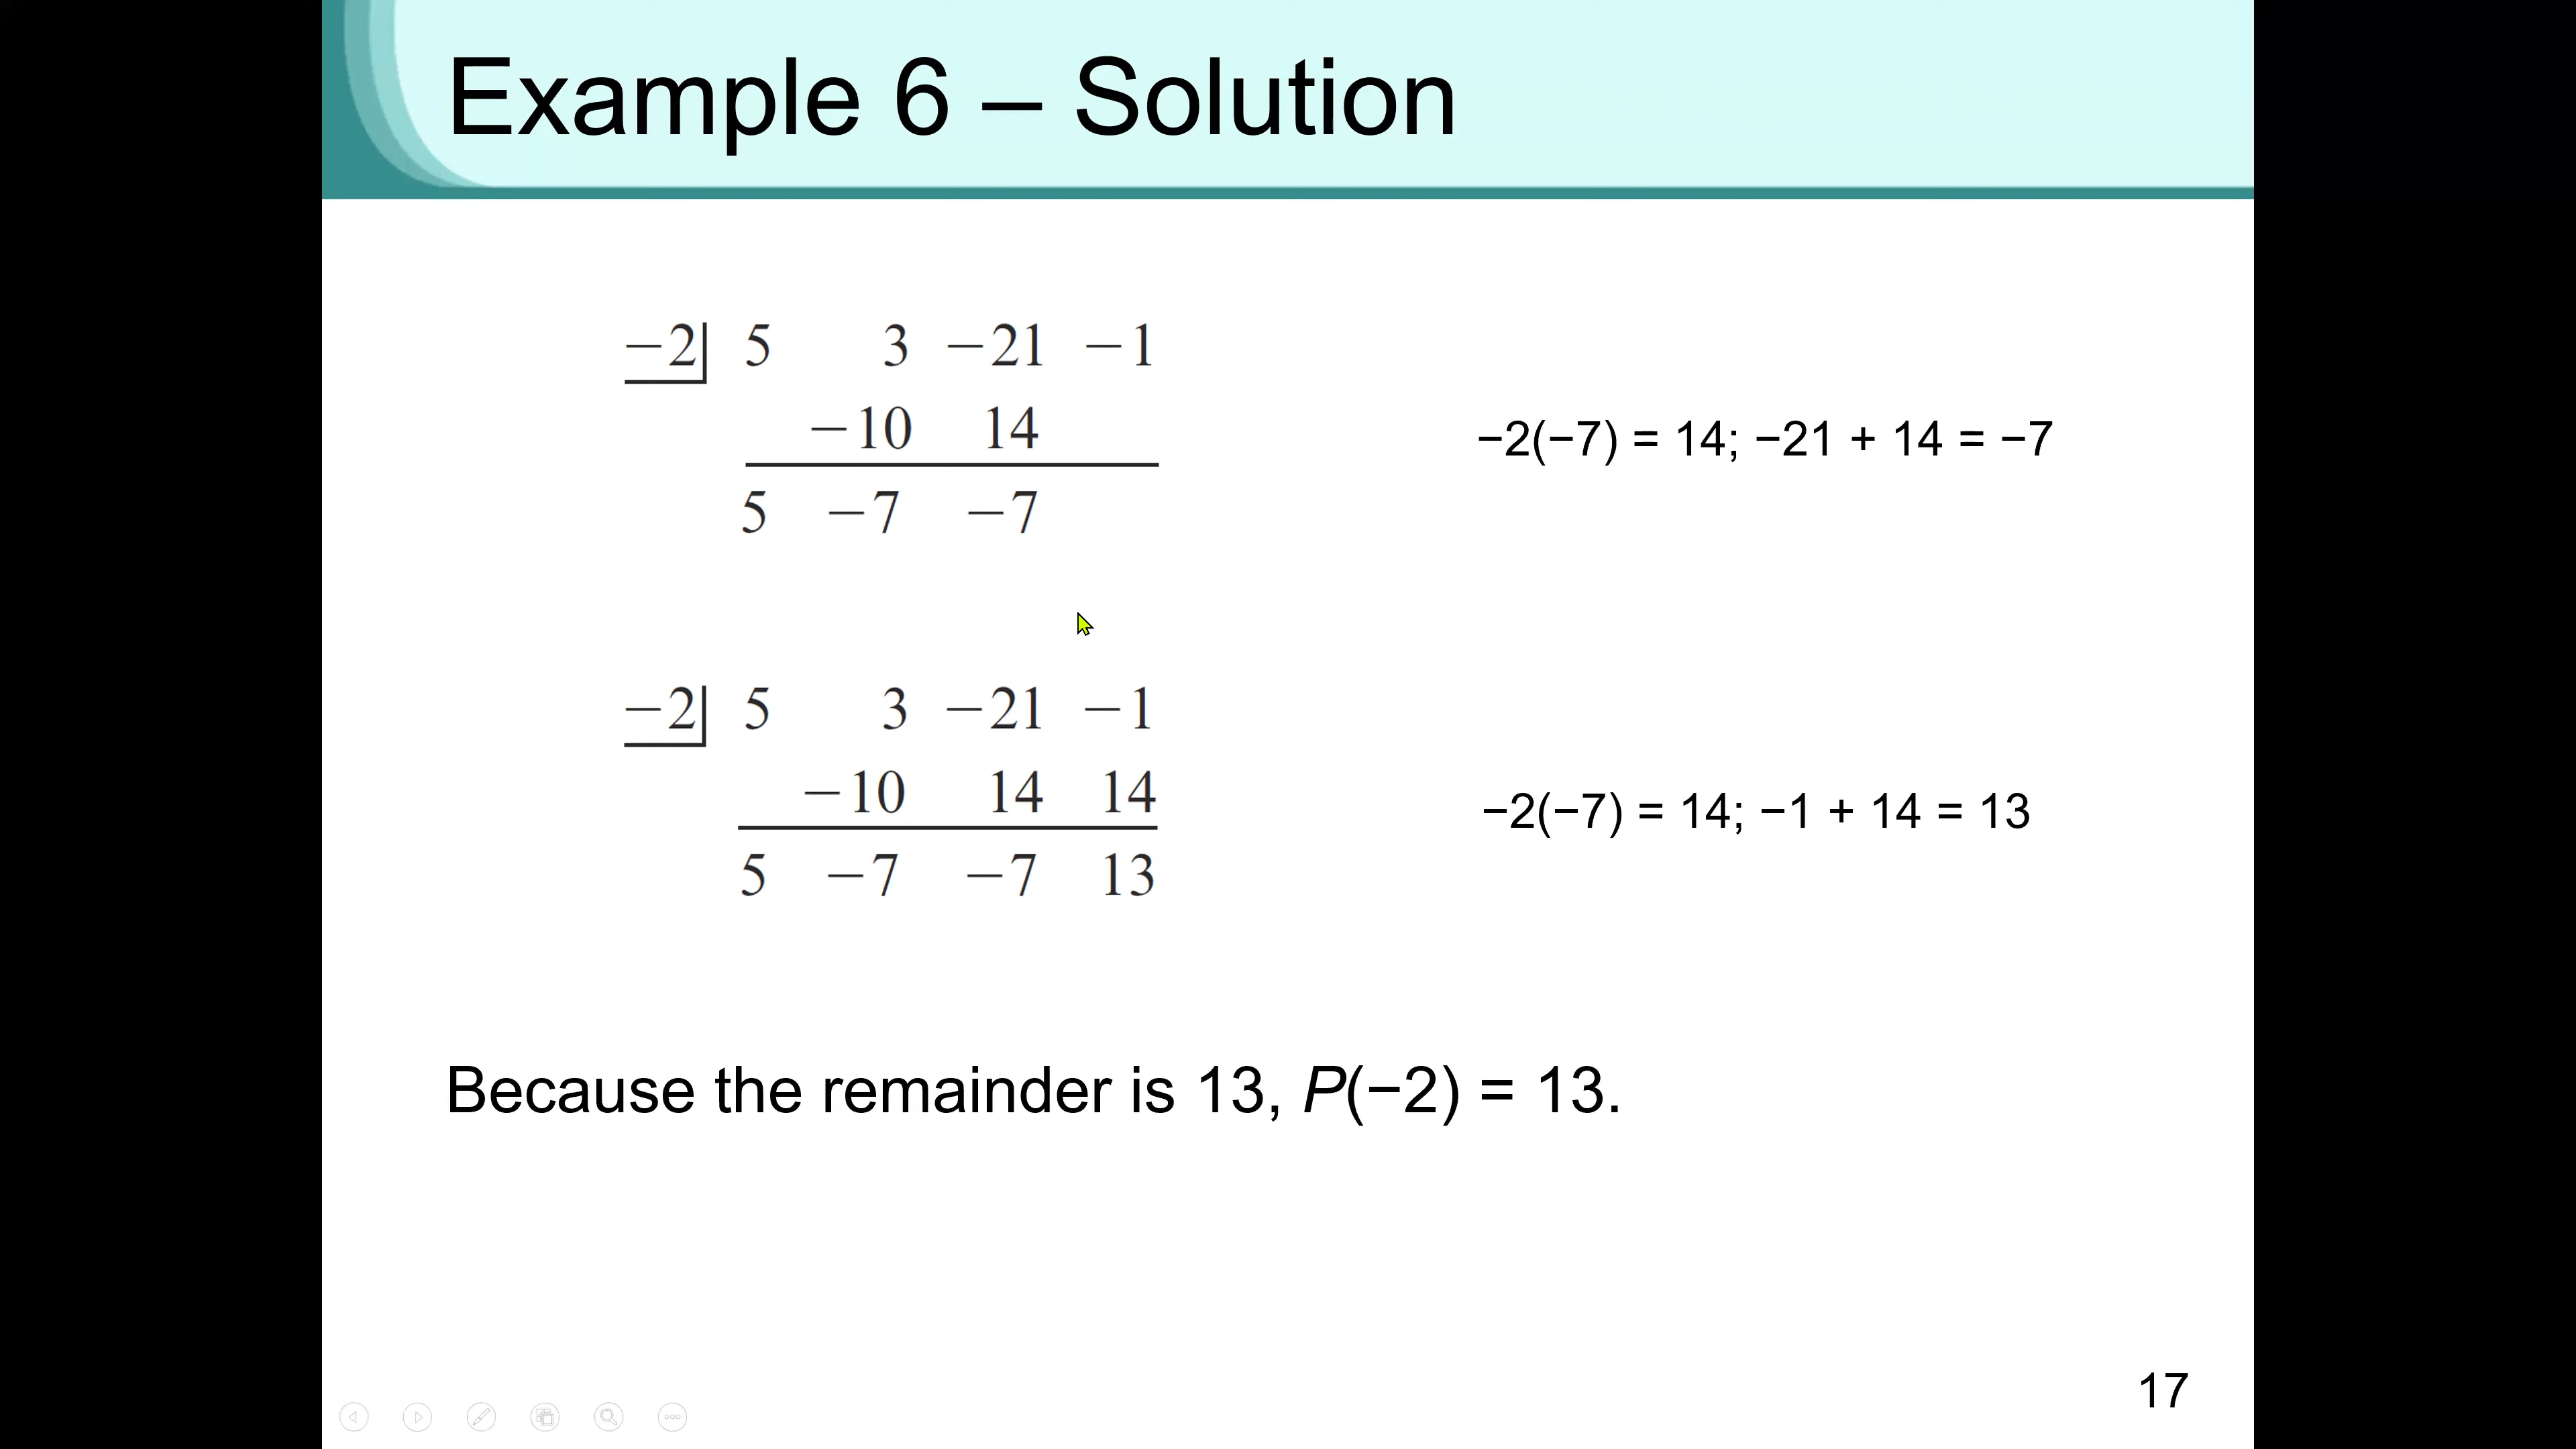 Example 6 – Solution
−2 5 3 −21 −1
−10 14
−2(−7) = 14; −21 + 14 = −7
5 −7 −7
−2 5 3 −21 −1
−10 14 14
−2(−7) = 14; −1 + 14 = 13
5 −7 −7 13
Because the remainder is 13, P(−2) = 13.
17